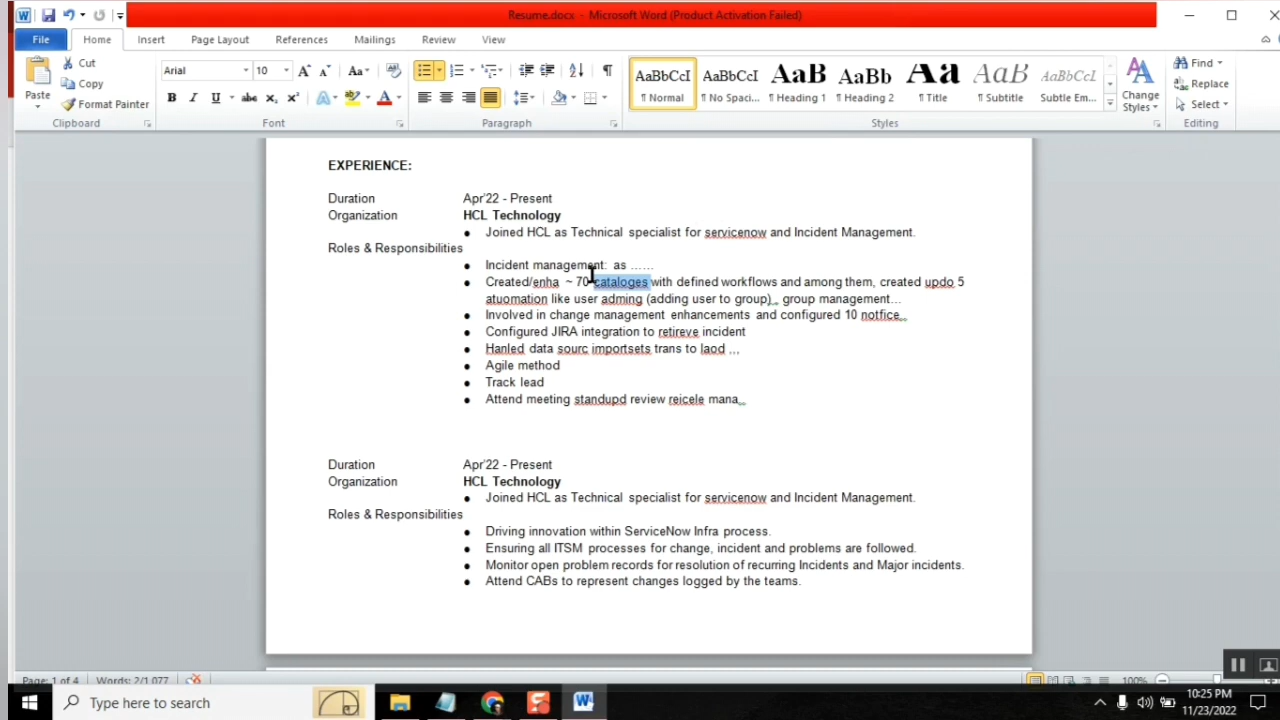 Resume.docx - Microsoft Word (Product Activation Failed)
File Home Insert Page Layout References Mailings Review View
Paste
Cut
Copy
Format Painter
Clipboard
Arial 10
Font
Paragraph
AaBbCcI AaBbCcI AaB AaBb Aa AaBbCcI AaBbCcI
¶ Normal ¶ No Spaci... ¶ Heading 1 ¶ Heading 2 ¶ Title ¶ Subtitle Subtle Em...
Styles
Change
Styles
Find
Replace
Select
Editing
EXPERIENCE:
Duration Apr'22 - Present
Organization HCL Technology
● Joined HCL as Technical specialist for servicenow and Incident Management.
Roles & Responsibilities
● Incident management: as ……
● Created/enha ~ 70 cataloges with defined workflows and among them, created updo 5
atuomation like user adming (adding user to group),, group management…
● Involved in change management enhancements and configured 10 notfice,,
● Configured JIRA integration to retireve incident
● Hanled data sourc importsets trans to laod ,,,
● Agile method
● Track lead
● Attend meeting standupd review reicele mana,,
Duration Apr'22 - Present
Organization HCL Technology
● Joined HCL as Technical specialist for servicenow and Incident Management.
Roles & Responsibilities
● Driving innovation within ServiceNow Infra process.
● Ensuring all ITSM processes for change, incident and problems are followed.
● Monitor open problem records for resolution of recurring Incidents and Major incidents.
● Attend CABs to represent changes logged by the teams.
Page: 1 of 4 Words: 2/1,077 100%
Type here to search
10:25 PM
11/23/2022